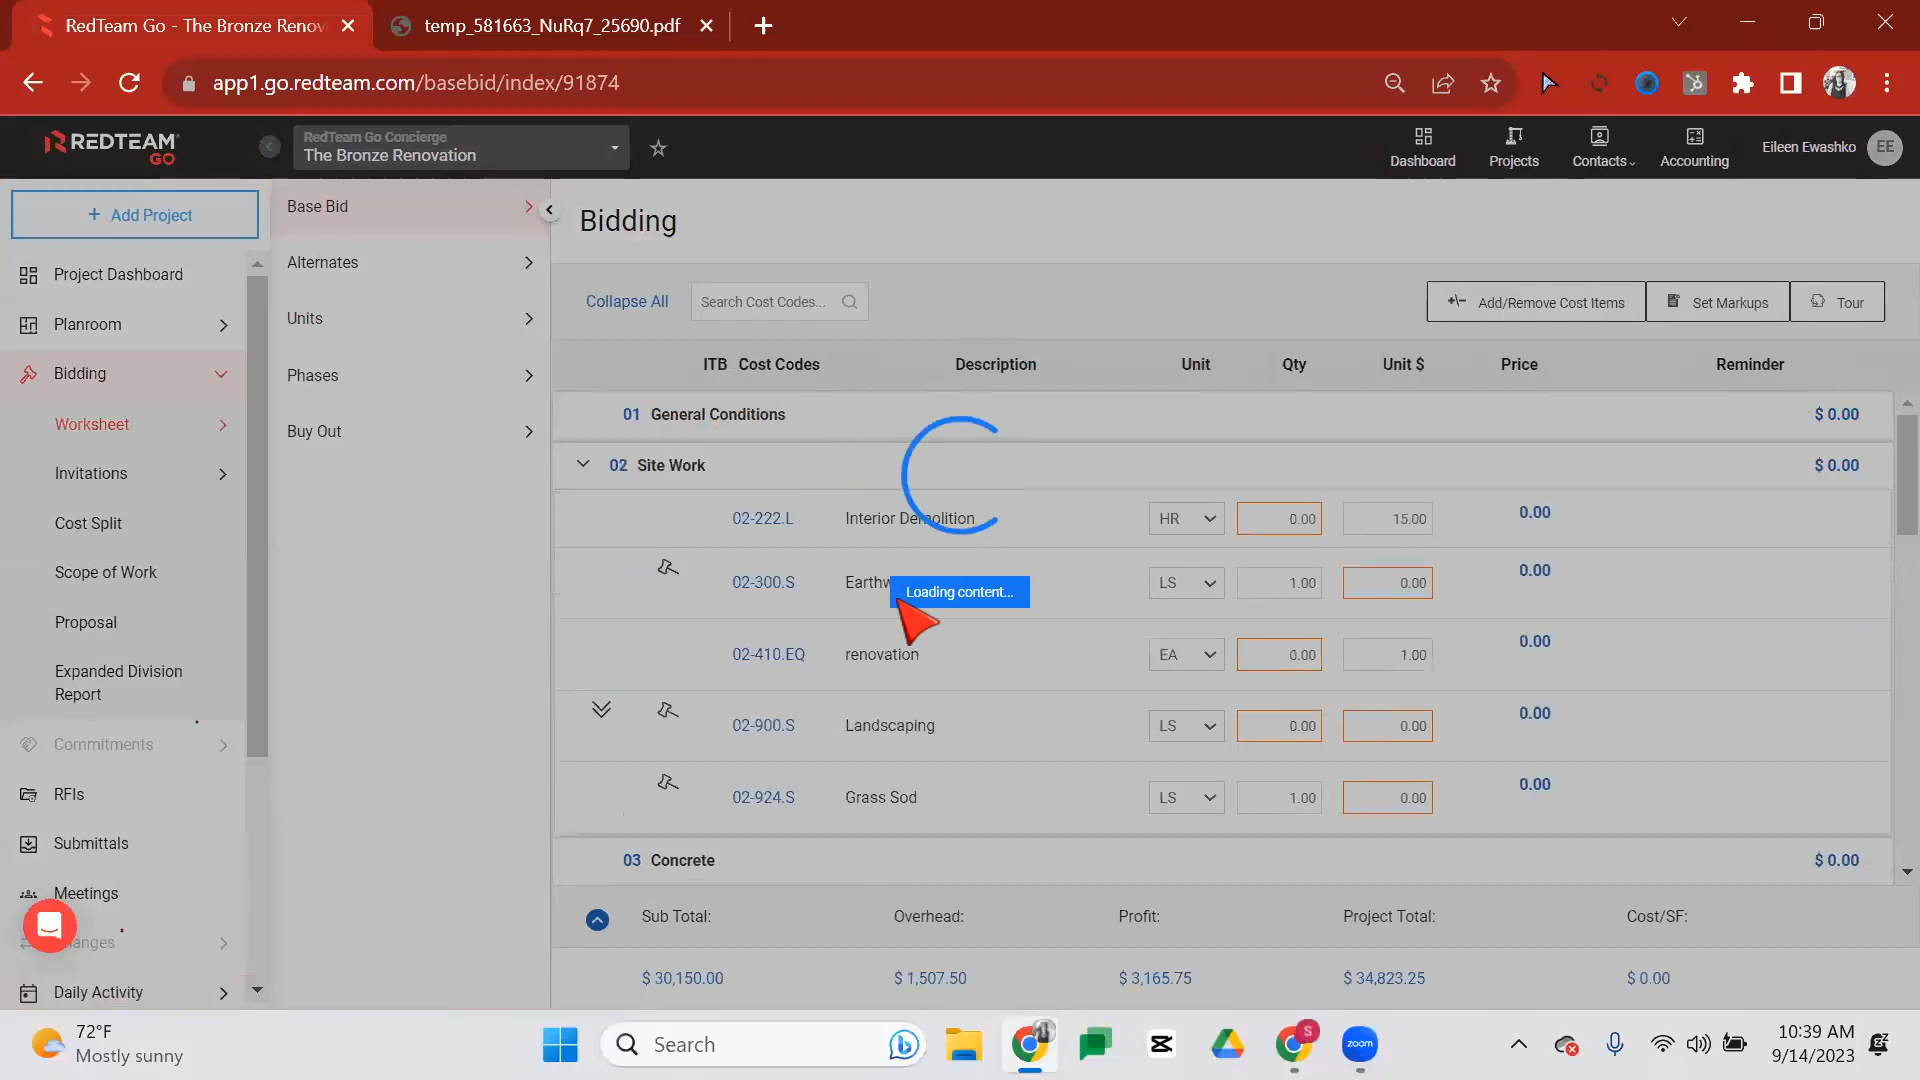 RedTeam Go - The Bronze Renov
temp_581663_NuRq7_25690.pdf
app1.go.redteam.com/basebid/index/91874
REDTEAM GO
RedTeam Go Concierge
The Bronze Renovation
Dashboard
Projects
Contacts
Accounting
Eileen Ewashko
EE
+ Add Project
Project Dashboard
Planroom
Bidding
Worksheet
Invitations
Cost Split
Scope of Work
Proposal
Expanded Division
Report
Commitments
RFIs
Submittals
Meetings
anges
Daily Activity
Base Bid
Alternates
Units
Phases
Buy Out
Bidding
Collapse All
Search Cost Codes...
Add/Remove Cost Items
Set Markups
Tour
ITB Cost Codes Description Unit Qty Unit $ Price Reminder
01 General Conditions $ 0.00
02 Site Work $ 0.00
02-222.L Interior Demolition HR 0.00 15.00 0.00
02-300.S Earthw LS 1.00 0.00 0.00
Loading content...
02-410.EQ renovation EA 0.00 1.00 0.00
02-900.S Landscaping LS 0.00 0.00 0.00
02-924.S Grass Sod LS 1.00 0.00 0.00
03 Concrete $ 0.00
Sub Total: Overhead: Profit: Project Total: Cost/SF:
$ 30,150.00 $ 1,507.50 $ 3,165.75 $ 34,823.25 $ 0.00
72°F
Mostly sunny
Search
S
zoom
10:39 AM
9/14/2023